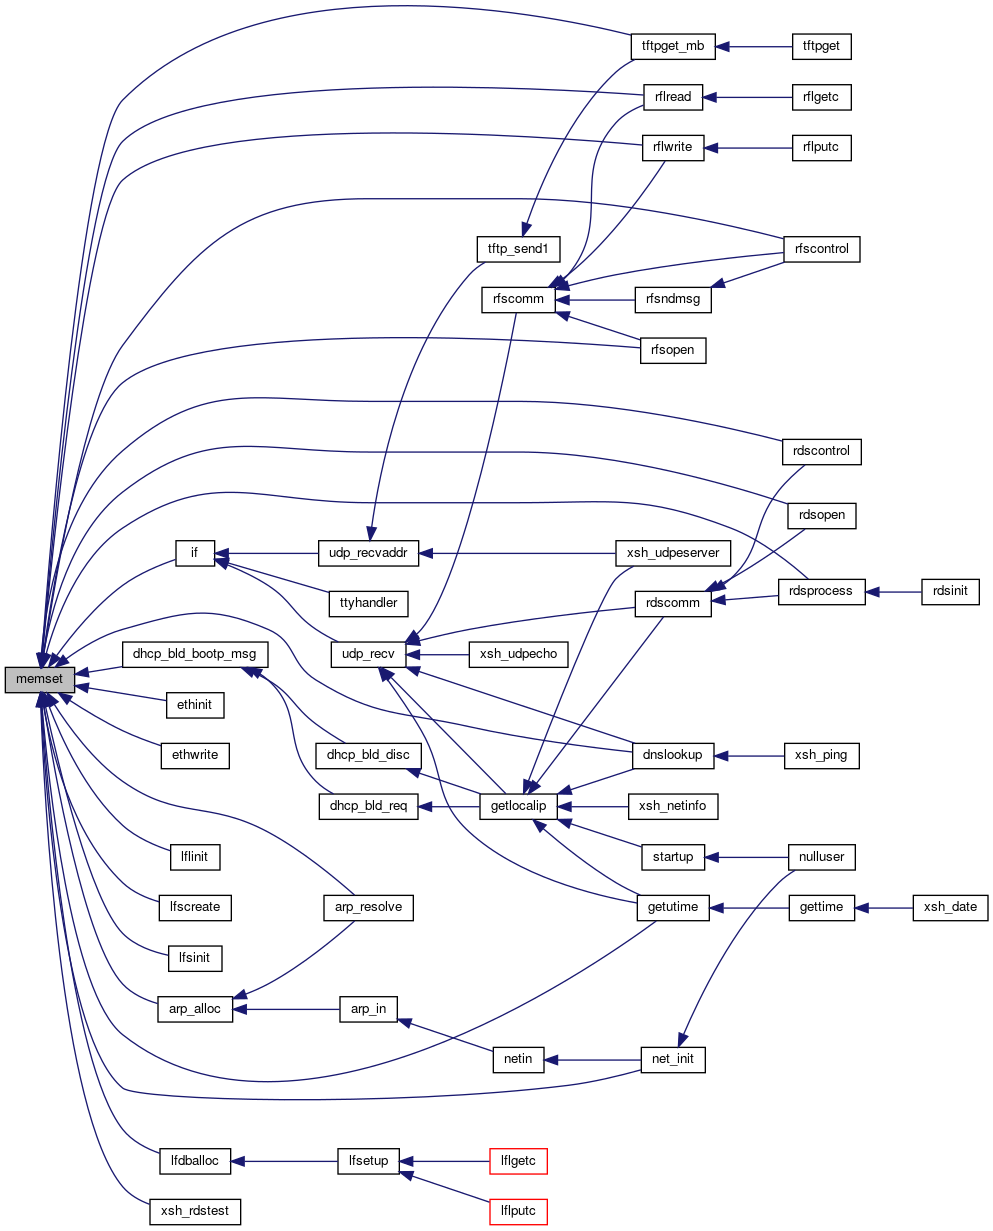 tftpget_mb
tftpget
rflread
rflgetc
rflwrite
rflputc
tftp_send1
rfscontrol
rfscomm
rfsndmsg
rfsopen
rdscontrol
rdsopen
if
udp_recvaddr
xsh_udpeserver
rdsprocess
rdsinit
ttyhandler
rdscomm
dhcp_bld_bootp_msg
udp_recv
xsh_udpecho
memset
ethinit
ethwrite
dhcp_bld_disc
dnslookup
xsh_ping
dhcp_bld_req
getlocalip
xsh_netinfo
lflinit
startup
nulluser
lfscreate
arp_resolve
getutime
gettime
xsh_date
lfsinit
arp_alloc
arp_in
netin
net_init
lfdballoc
lfsetup
lflgetc
xsh_rdstest
lflputc